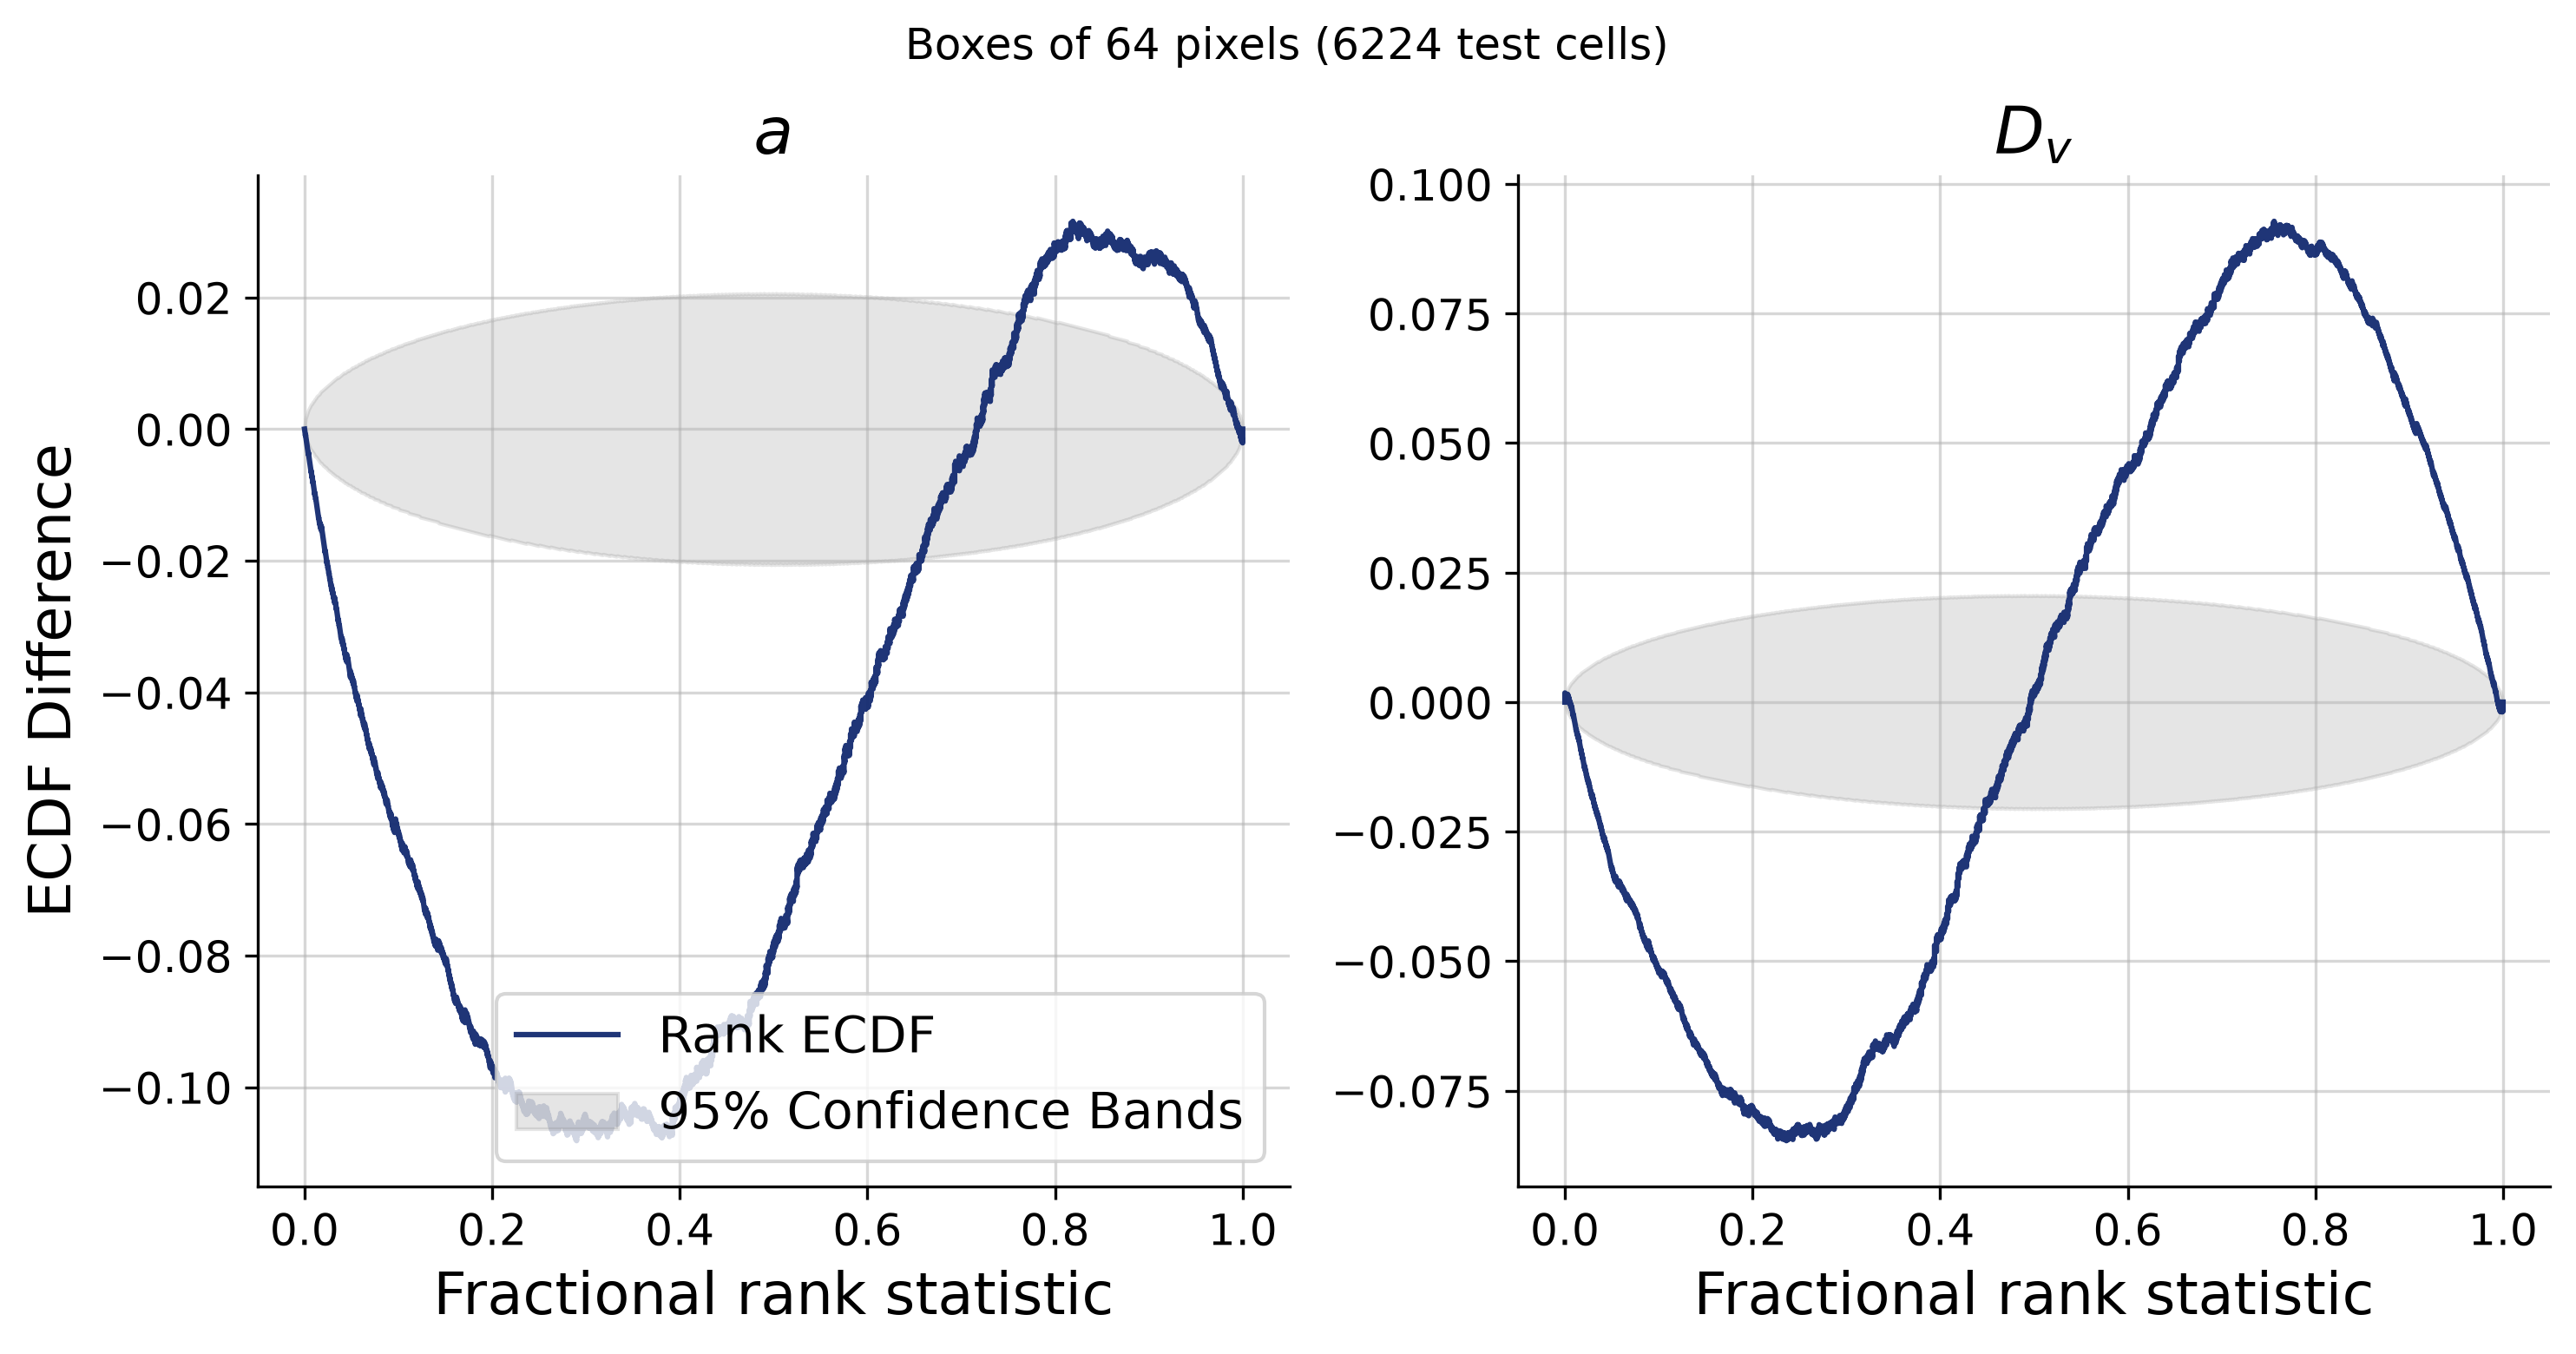 Boxes of 64 pixels (6224 test cells)
a
ECDF Difference
0.02
0.00
−0.02
−0.04
−0.06
−0.08
−0.10
Rank ECDF
95% Confidence Bands
0.0 0.2 0.4 0.6 0.8 1.0
Fractional rank statistic
D_v
0.100
0.075
0.050
0.025
0.000
−0.025
−0.050
−0.075
0.0 0.2 0.4 0.6 0.8 1.0
Fractional rank statistic